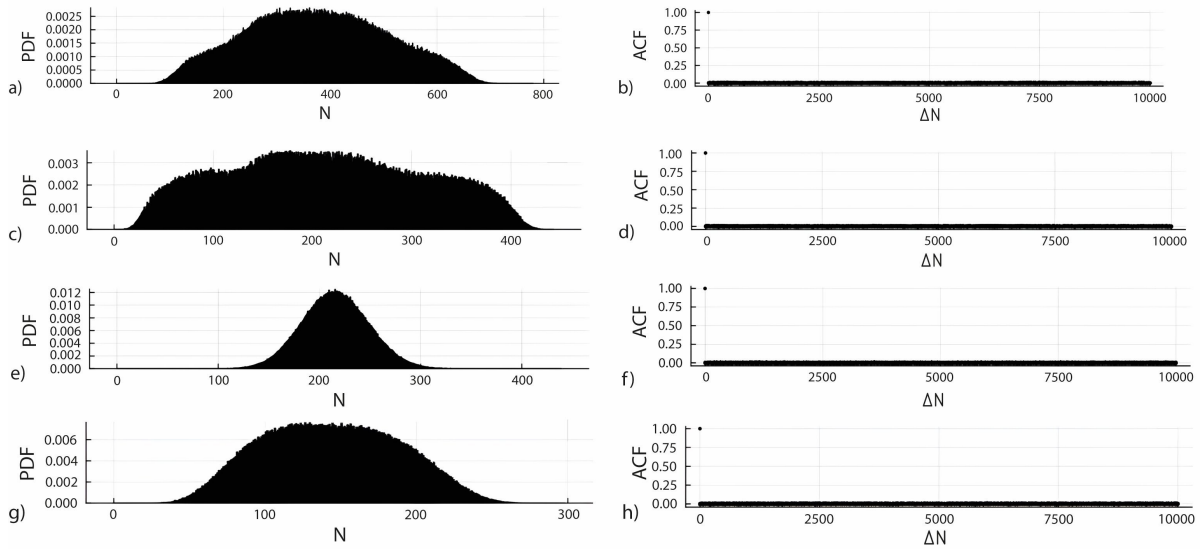 PDF
0.0025
0.0020
0.0015
0.0010
0.0005
0.0000
0 200 400 600 800
N
a)
ACF
1.00
0.75
0.50
0.25
0.00
0 2500 5000 7500 10000
ΔN
b)
PDF
0.003
0.002
0.001
0.000
0 100 200 300 400
N
c)
ACF
1.00
0.75
0.50
0.25
0.00
0 2500 5000 7500 10000
ΔN
d)
PDF
0.012
0.010
0.008
0.006
0.004
0.002
0.000
0 100 200 300 400
N
e)
ACF
1.00
0.75
0.50
0.25
0.00
0 2500 5000 7500 10000
ΔN
f)
PDF
0.006
0.004
0.002
0.000
0 100 200 300
N
g)
ACF
1.00
0.75
0.50
0.25
0.00
0 2500 5000 7500 10000
ΔN
h)